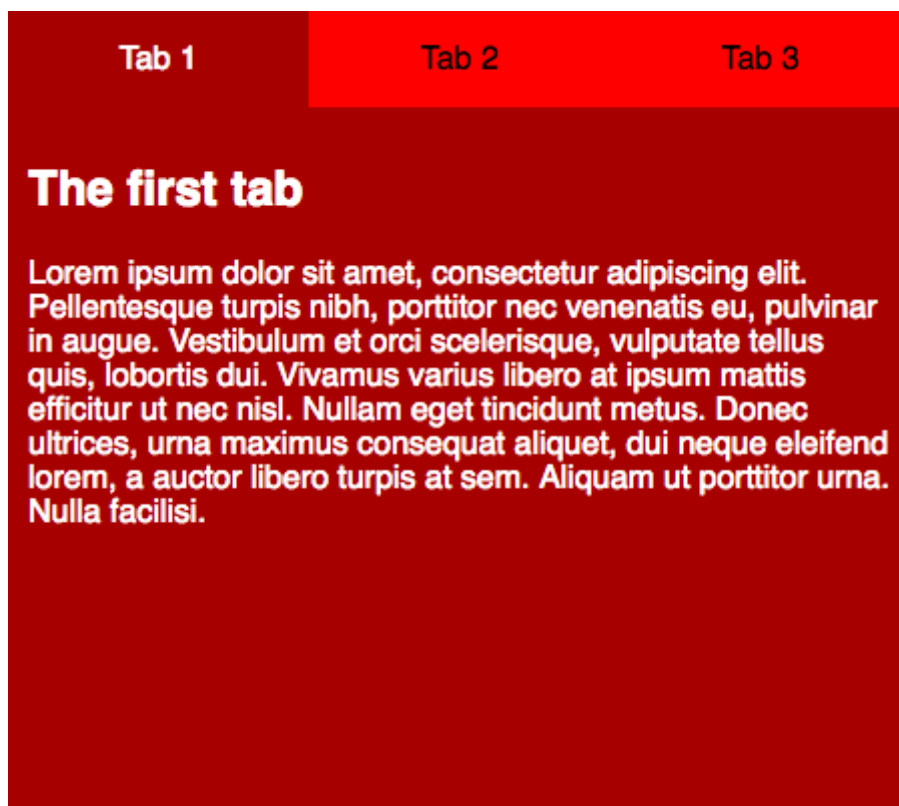 Tab 1 Tab 2 Tab 3
The first tab
Lorem ipsum dolor sit amet, consectetur adipiscing elit.
Pellentesque turpis nibh, porttitor nec venenatis eu, pulvinar
in augue. Vestibulum et orci scelerisque, vulputate tellus
quis, lobortis dui. Vivamus varius libero at ipsum mattis
efficitur ut nec nisl. Nullam eget tincidunt metus. Donec
ultrices, urna maximus consequat aliquet, dui neque eleifend
lorem, a auctor libero turpis at sem. Aliquam ut porttitor urna.
Nulla facilisi.